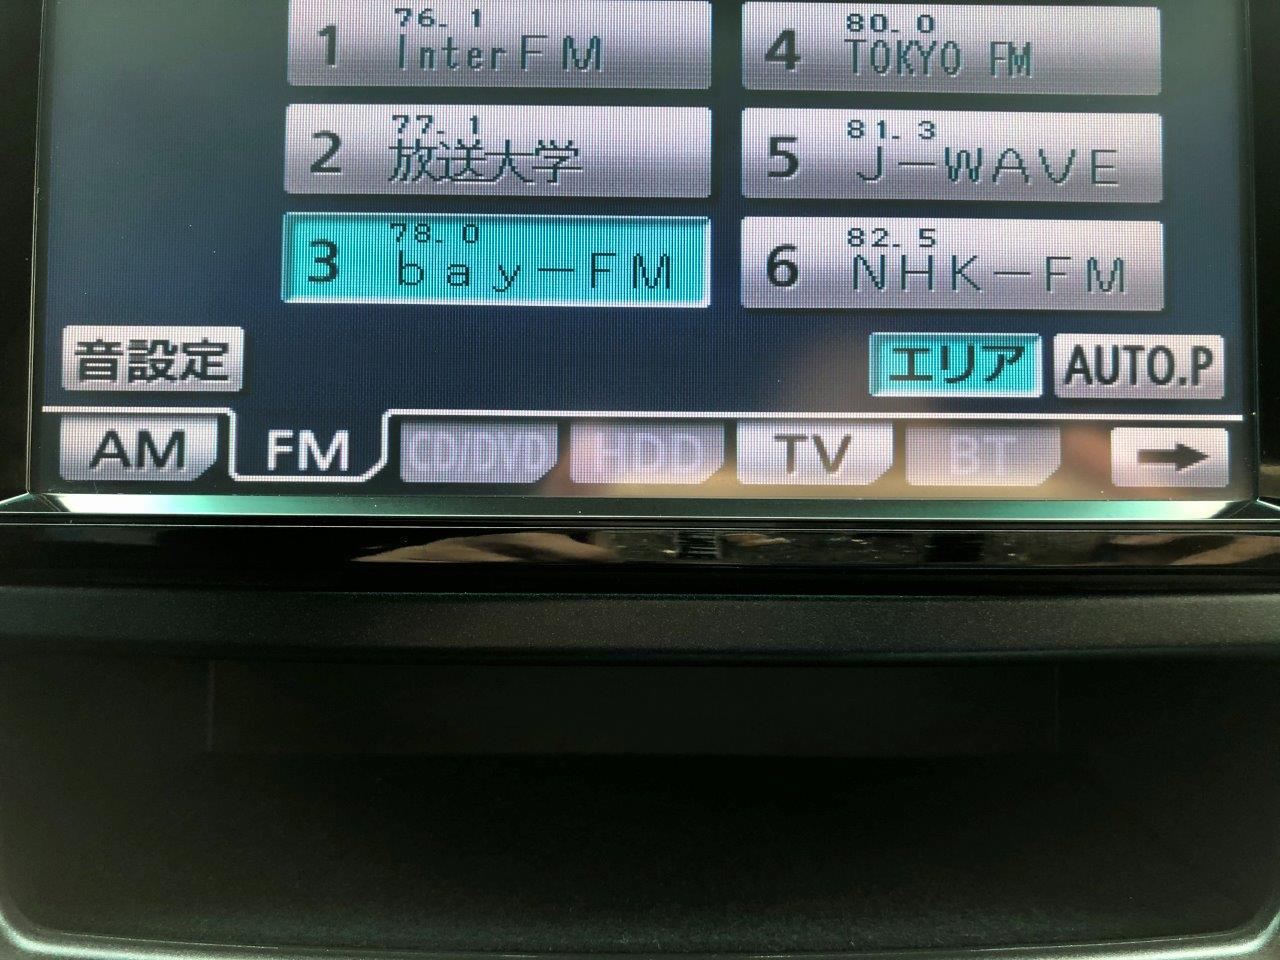 1 76.1 InterFM
4 80.0 TOKYO FM
2 77.1 放送大学
5 81.3 J-WAVE
3 78.0 bay-FM
6 82.5 NHK-FM
音設定 エリア AUTO.P
AM FM CD/DVD HDD TV BT →